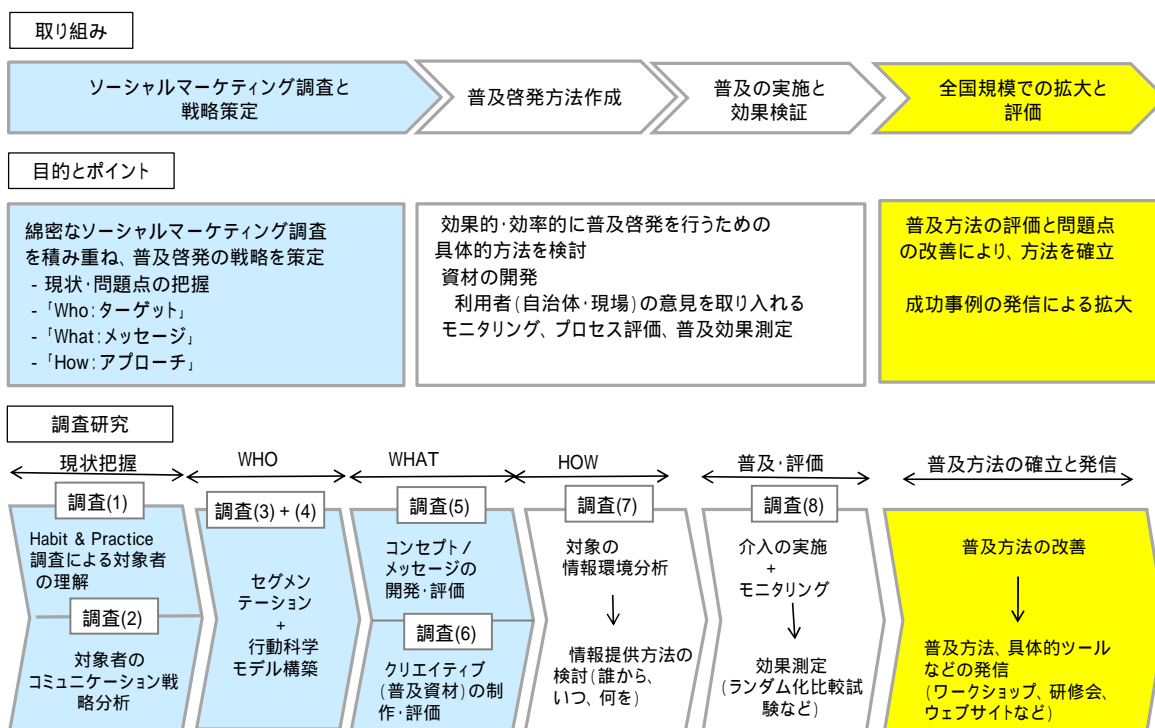 取り組み
ソーシャルマーケティング調査と
戦略策定
普及啓発方法作成
普及の実施と
効果検証
全国規模での拡大と
評価
目的とポイント
綿密なソーシャルマーケティング調査
を積み重ね、普及啓発の戦略を策定
- 現状・問題点の把握
- 「Who：ターゲット」
- 「What：メッセージ」
- 「How：アプローチ」
効果的・効率的に普及啓発を行うための
具体的方法を検討
資材の開発
利用者(自治体・現場)の意見を取り入れる
モニタリング、プロセス評価、普及効果測定
普及方法の評価と問題点
の改善により、方法を確立
成功事例の発信による拡大
調査研究
現状把握
WHO
WHAT
HOW
普及・評価
普及方法の確立と発信
調査(1)
Habit & Practice
調査による対象者
の理解
調査(2)
対象者の
コミュニケーション戦
略分析
調査(3) + (4)
セグメン
テーション
+
行動科学
モデル構築
調査(5)
コンセプト/
メッセージの
開発・評価
調査(6)
クリエイティブ
(普及資材)の制
作・評価
調査(7)
対象の
情報環境分析
情報提供方法の
検討(誰から、
いつ、何を)
調査(8)
介入の実施
+
モニタリング
効果測定
(ランダム化比較試
験など)
普及方法の改善
普及方法、具体的ツール
などの発信
(ワークショップ、研修会、
ウェブサイトなど)